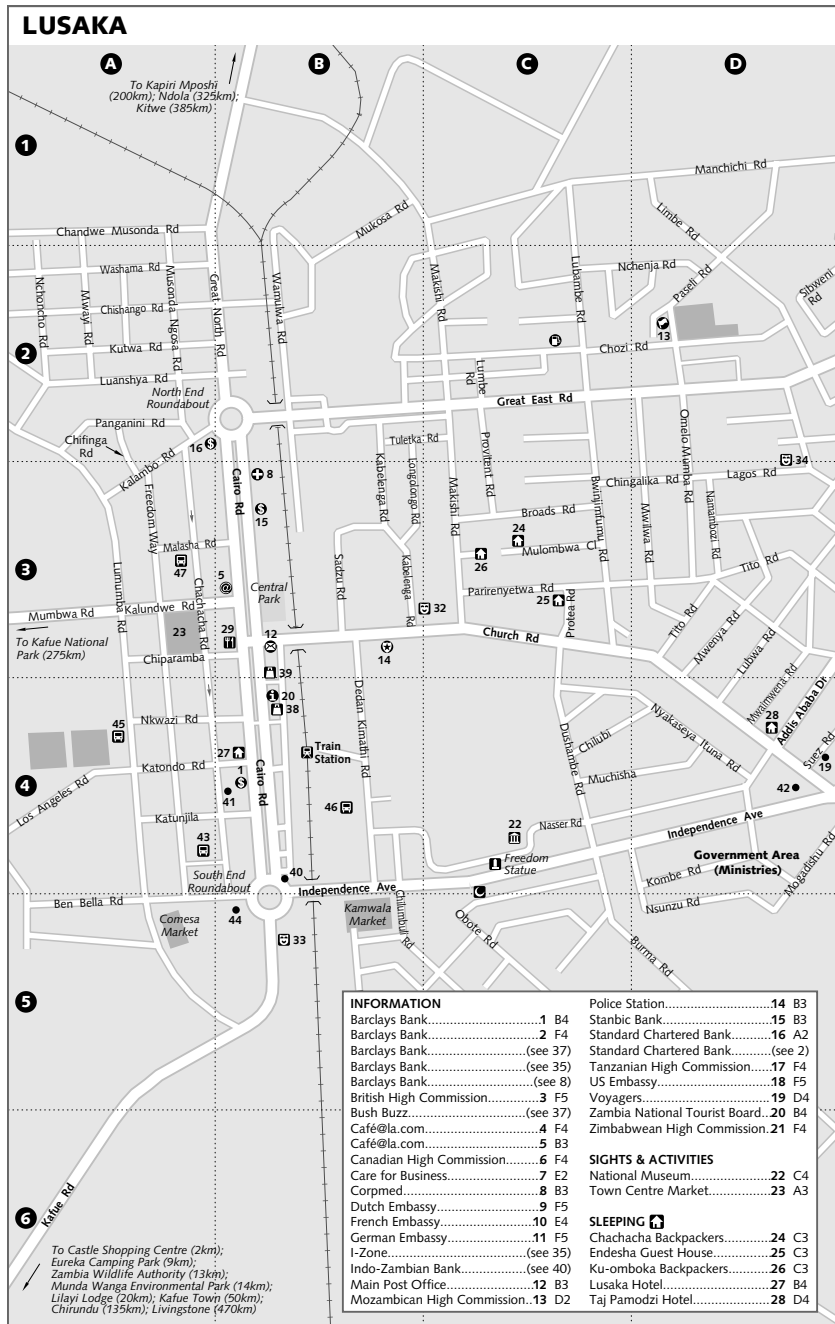 LUSAKA
A
B
C
D
To Kapiri Mposhi
(200km); Ndola (325km);
Kitwe (385km)
1
Manchichi Rd
Limbe Rd
Mukosa Rd
Chandwe Musonda Rd
Washama Rd
Nchoncho Rd
Mwayi Rd
Musonda Ngosa Rd
Great North Rd
Wamulwa Rd
Makishi Rd
Lubambe Rd
Nchenja Rd
Paseli Rd
Sibweni Rd
Chishango Rd
13
2
Kutwa Rd
Chozi Rd
Luanshya Rd
Lumbe Rd
North End
Roundabout
Great East Rd
Panganini Rd
Chifinga
Rd
16
Tuletka Rd
Kalambo Rd
Cairo Rd
8
15
Kabelenga Rd
Longolongo Rd
Makishi Rd
Provitent Rd
Bwinjimfumu Rd
Mwilwa Rd
Omelo Mumba Rd
Namambozi Rd
Chingalika Rd
Lagos Rd
34
Freedom Way
Broads Rd
24
Mulombwa Cl
26
3
Malasha Rd
47
5
Lumumba Rd
Chachacha Rd
Central
Park
Sadzu Rd
Kabelenga Rd
32
Parirenyetwa Rd
25
Protea Rd
Tito Rd
Tito Rd
Mumbwa Rd
Kalundwe Rd
23
29
12
14
Church Rd
Mwenya Rd
Lubwa Rd
To Kafue National
Park (275km)
Chiparamba
39
20
38
Dedan Kimathi Rd
Mwaimwena Rd
Addis Ababa Dr
28
Suez Rd
19
45
Nkwazi Rd
Dushambe Rd
Chilubi
Nyakaseya Ituna Rd
27
Train
Station
4
Katondo Rd
1
41
Cairo Rd
Muchisha
42
Los Angeles Rd
Katunjila
46
22
Nasser Rd
Independence Ave
43
South End
Roundabout
40
Freedom
Statue
Government Area
(Ministries)
Kombe Rd
Mogadishu Rd
Independence Ave
Ben Bella Rd
Nsunzu Rd
Comesa
Market
44
Kamwala
Market
Chilumbulu Rd
Obote Rd
Burma Rd
33
5
INFORMATION
Barclays Bank...............................1 B4
Barclays Bank...............................2 F4
Barclays Bank.........................(see 37)
Barclays Bank.........................(see 35)
Barclays Bank...........................(see 8)
British High Commission...............3 F5
Bush Buzz..............................(see 37)
Café@la.com...............................4 F4
Café@la.com...............................5 B3
Canadian High Commission........6 F4
Care for Business.........................7 E2
Corpmed.....................................8 B3
Dutch Embassy............................9 F5
French Embassy.........................10 E4
German Embassy.......................11 F5
I-Zone....................................(see 35)
Indo-Zambian Bank................(see 40)
Main Post Office........................12 B3
Mozambican High Commission..13 D2
Police Station.............................14 B3
Stanbic Bank..............................15 B3
Standard Chartered Bank...........16 A2
Standard Chartered Bank..........(see 2)
Tanzanian High Commission.......17 F4
US Embassy...............................18 F5
Voyagers...................................19 D4
Zambia National Tourist Board...20 B4
Zimbabwean High Commission.21 F4
SIGHTS & ACTIVITIES
National Museum......................22 C4
Town Centre Market..................23 A3
SLEEPING
Chachacha Backpackers.............24 C3
Endesha Guest House................25 C3
Ku-omboka Backpackers............26 C3
Lusaka Hotel..............................27 B4
Taj Pamodzi Hotel.....................28 D4
6
Kafue Rd
To Castle Shopping Centre (2km);
Eureka Camping Park (9km);
Zambia Wildlife Authority (13km);
Munda Wanga Environmental Park (14km);
Lilayi Lodge (20km); Kafue Town (50km);
Chirundu (135km); Livingstone (470km)